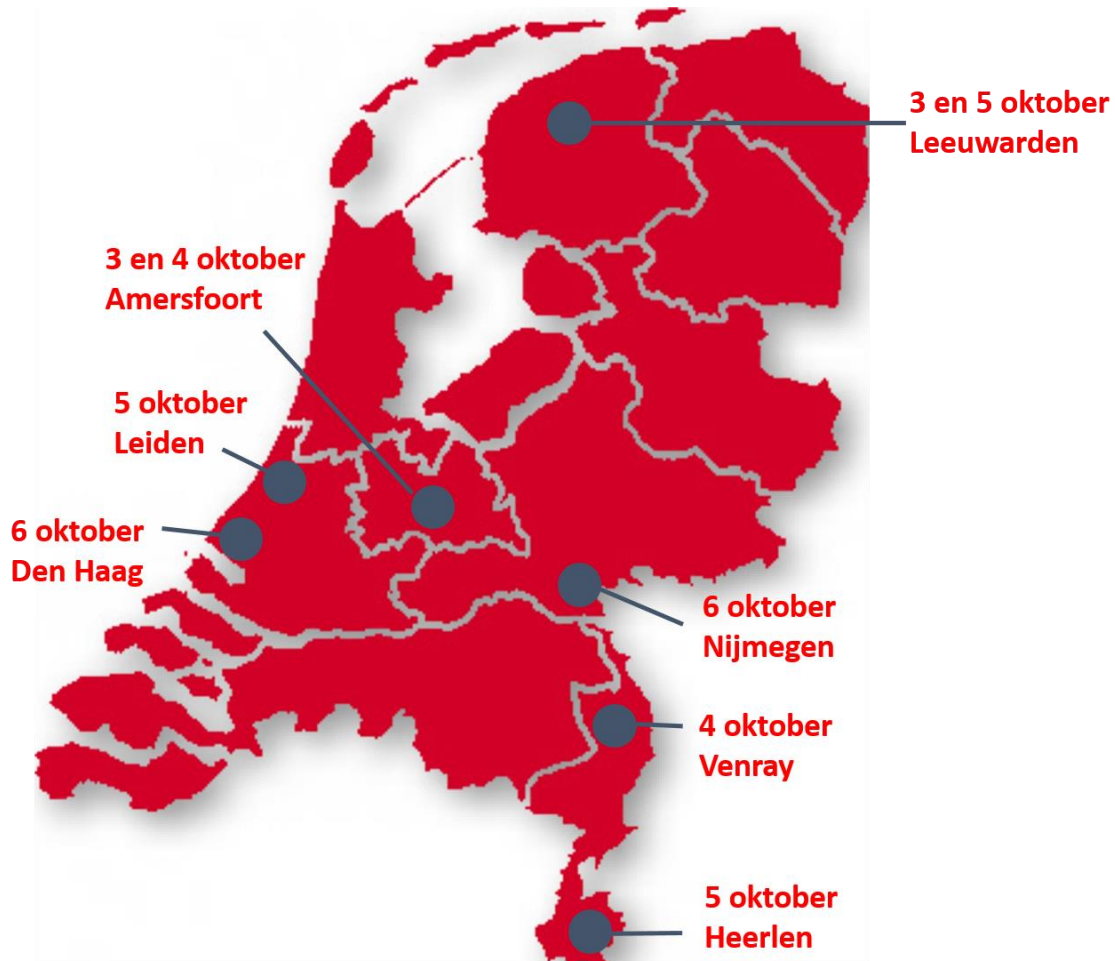 3 en 5 oktober
Leeuwarden
3 en 4 oktober
Amersfoort
5 oktober
Leiden
6 oktober
Den Haag
6 oktober
Nijmegen
4 oktober
Venray
5 oktober
Heerlen